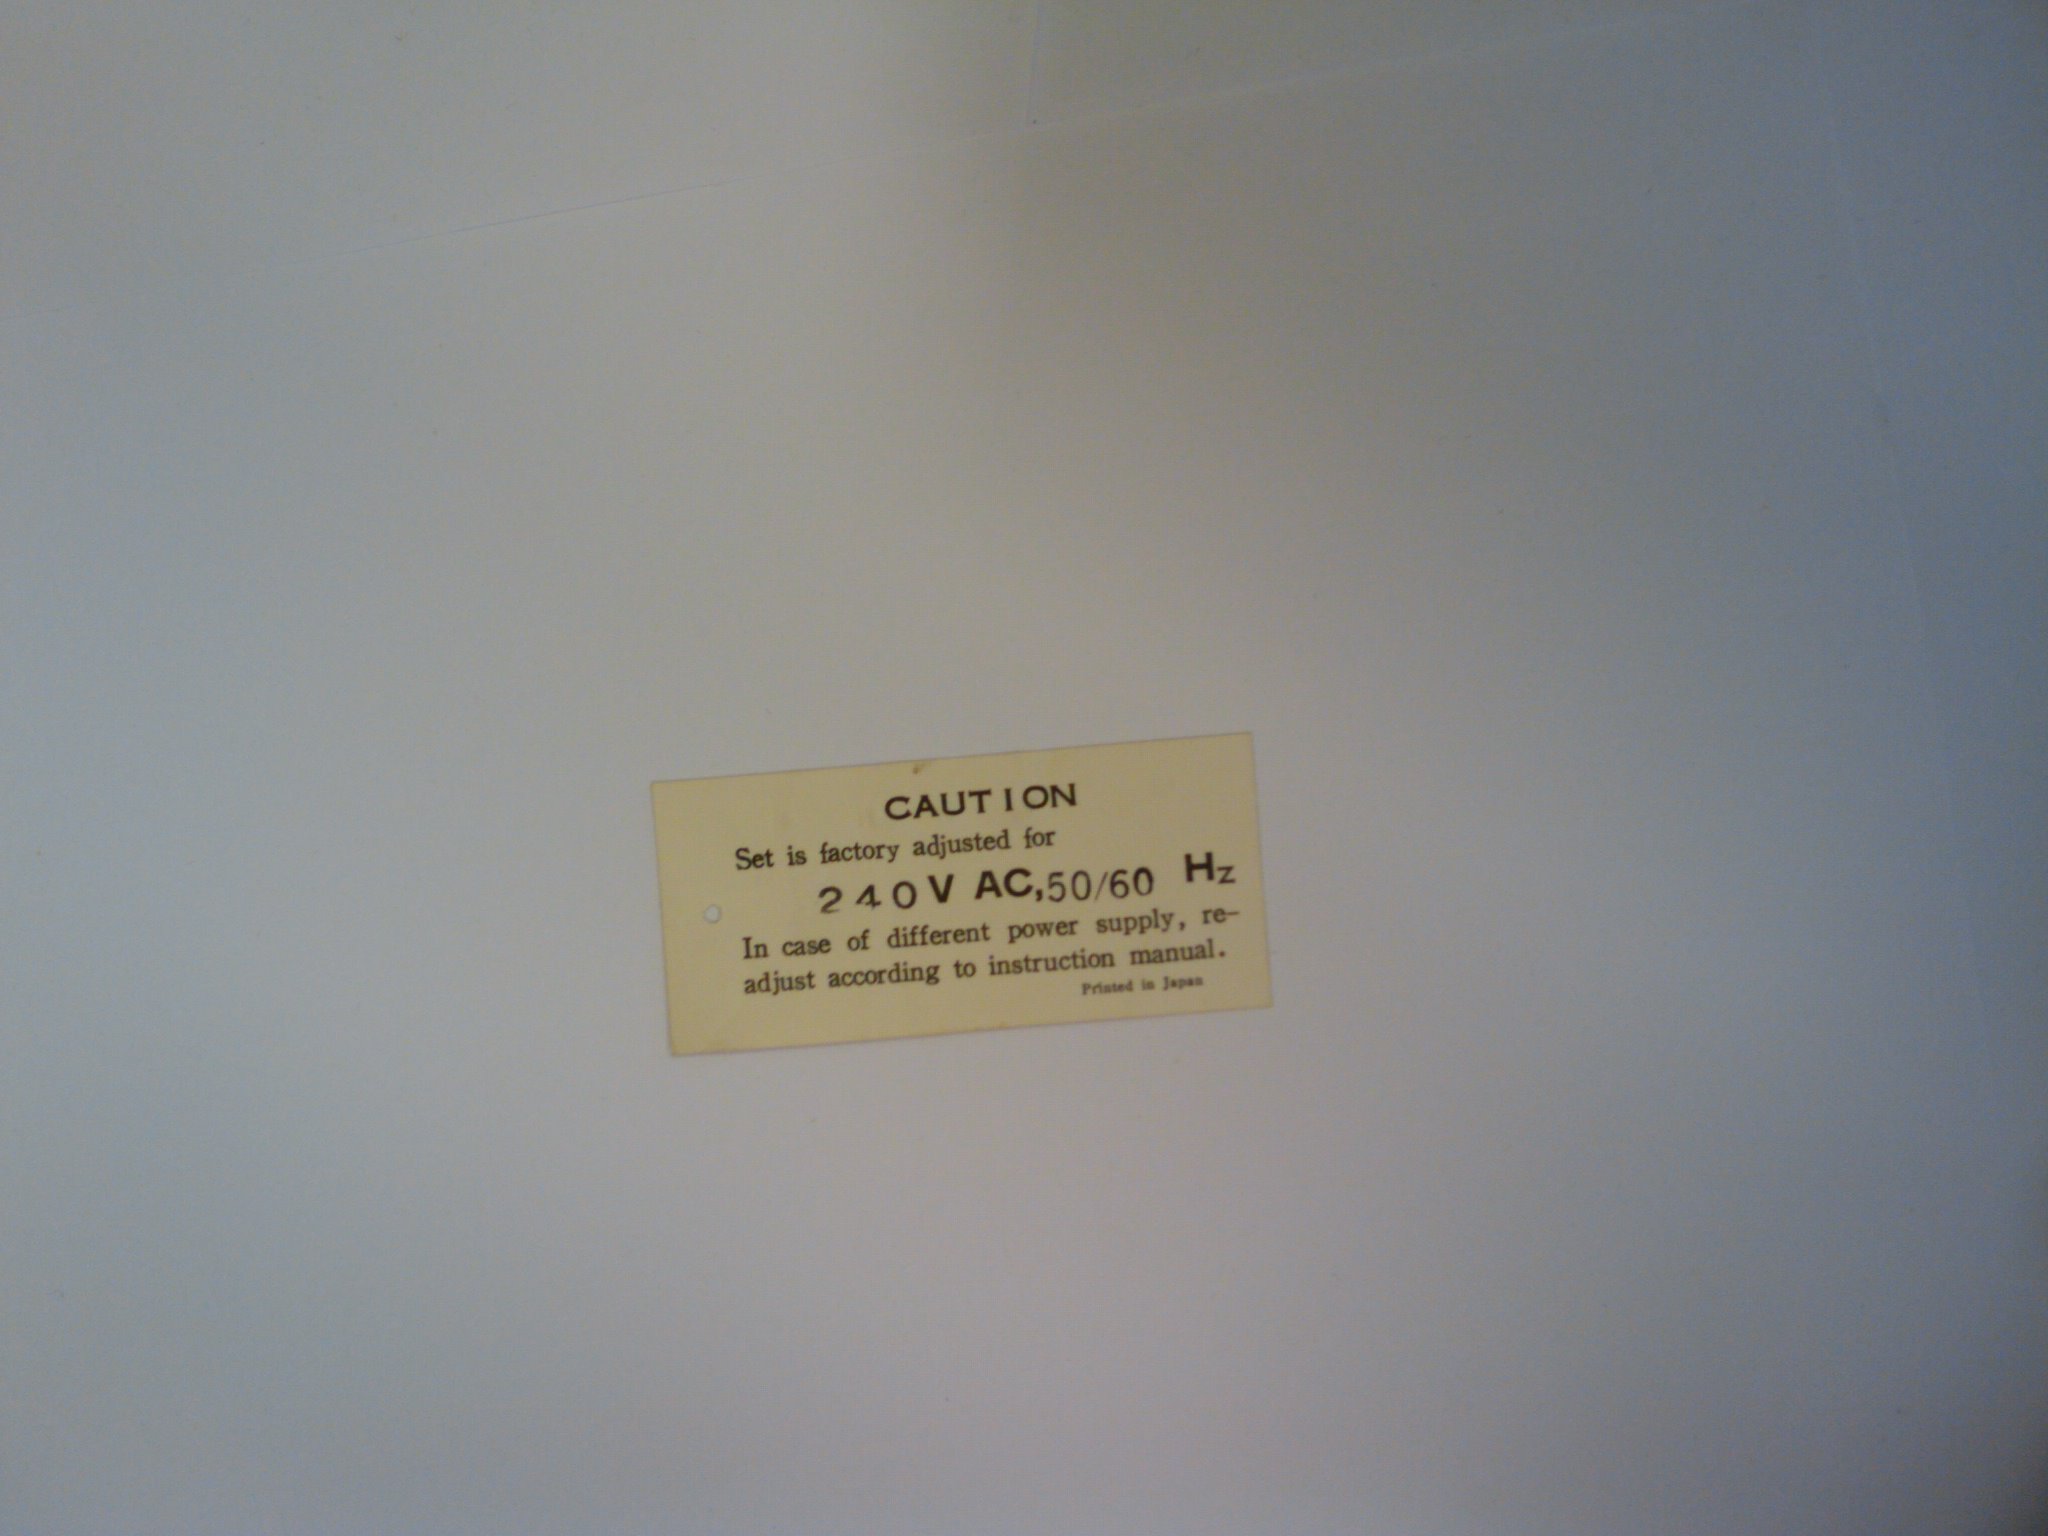 CAUTION
Set is factory adjusted for
240V AC,50/60 Hz
In case of different power supply, re-
adjust according to instruction manual.
Printed in Japan